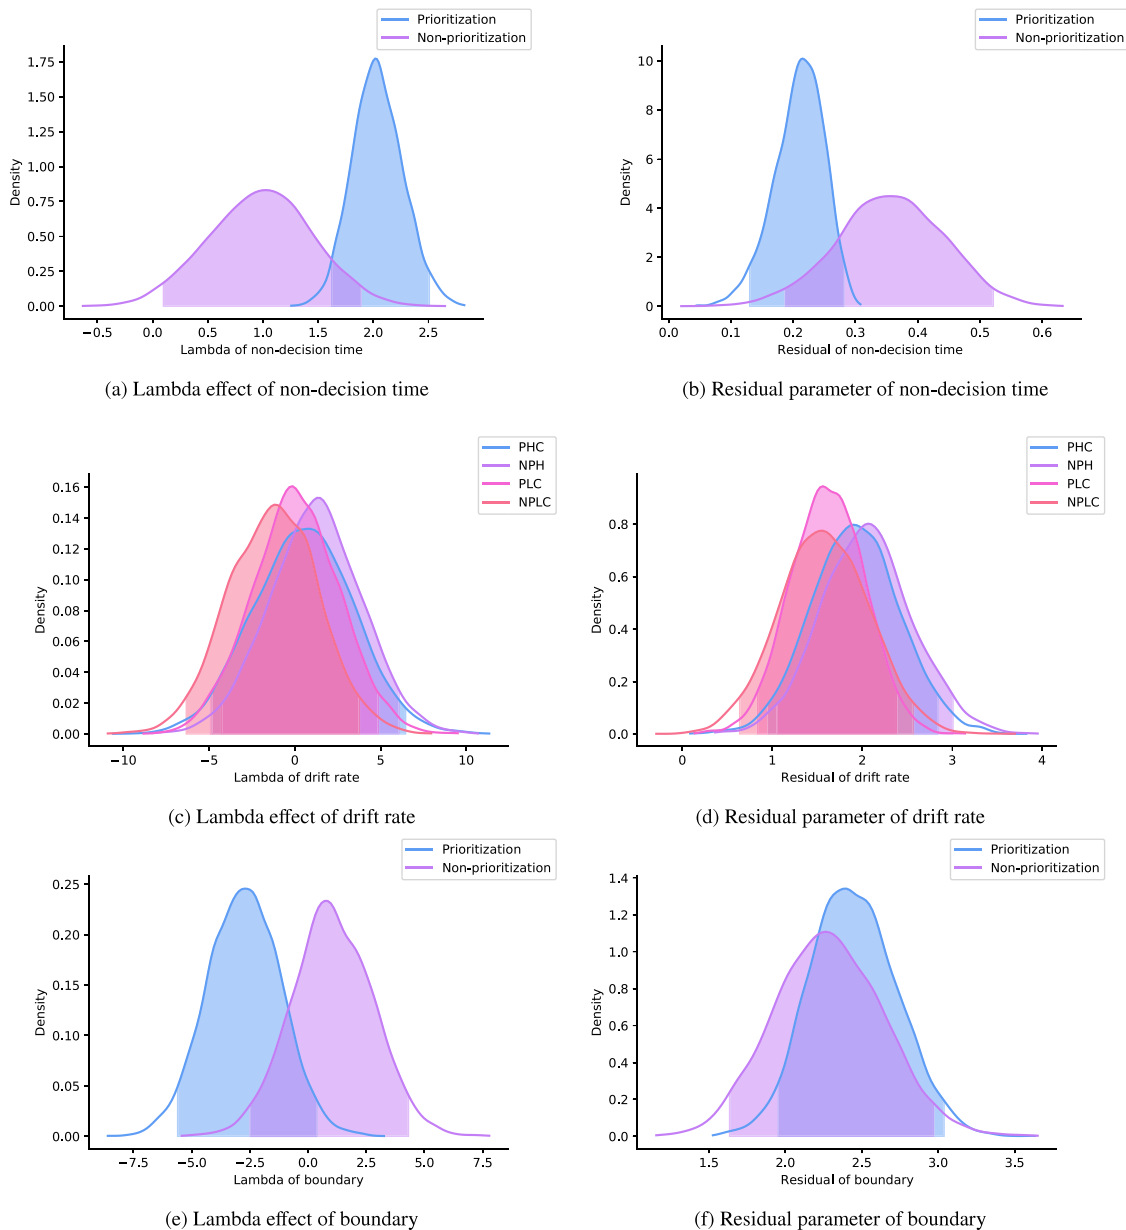 Prioritization
Non-prioritization
1.75
1.50
1.25
1.00
0.75
0.50
0.25
0.00
Density
−0.5 0.0 0.5 1.0 1.5 2.0 2.5
Lambda of non-decision time
(a) Lambda effect of non-decision time
Prioritization
Non-prioritization
10
8
6
4
2
0
Density
0.0 0.1 0.2 0.3 0.4 0.5 0.6
Residual of non-decision time
(b) Residual parameter of non-decision time
PHC
NPH
PLC
NPLC
0.16
0.14
0.12
0.10
0.08
0.06
0.04
0.02
0.00
Density
−10 −5 0 5 10
Lambda of drift rate
(c) Lambda effect of drift rate
PHC
NPH
PLC
NPLC
0.8
0.6
0.4
0.2
0.0
Density
0 1 2 3 4
Residual of drift rate
(d) Residual parameter of drift rate
Prioritization
Non-prioritization
0.25
0.20
0.15
0.10
0.05
0.00
Density
−7.5 −5.0 −2.5 0.0 2.5 5.0 7.5
Lambda of boundary
(e) Lambda effect of boundary
Prioritization
Non-prioritization
1.4
1.2
1.0
0.8
0.6
0.4
0.2
0.0
Density
1.5 2.0 2.5 3.0 3.5
Residual of boundary
(f) Residual parameter of boundary